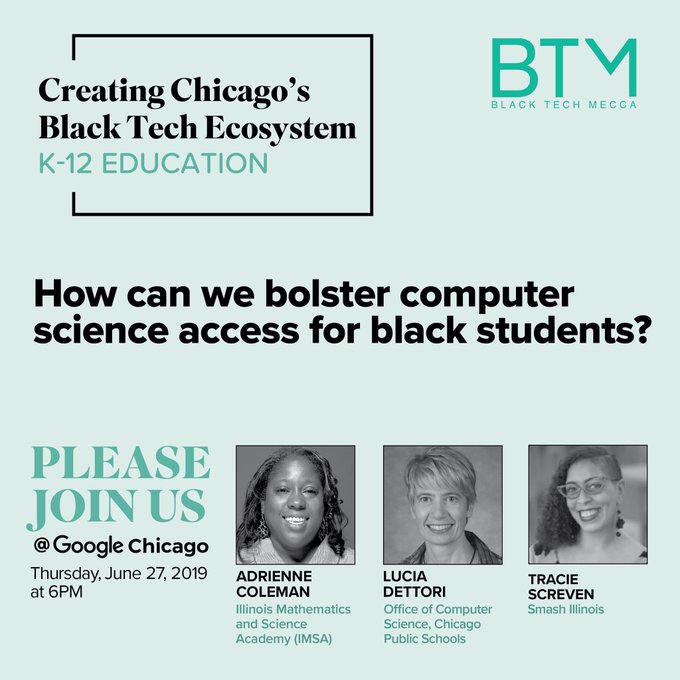 Creating Chicago's
Black Tech Ecosystem
K-12 EDUCATION
BTM
BLACK TECH MECCA
How can we bolster computer
science access for black students?
PLEASE
JOIN US
@Google Chicago
Thursday, June 27, 2019
at 6PM
ADRIENNE
COLEMAN
Illinois Mathematics
and Science
Academy (IMSA)
LUCIA
DETTORI
Office of Computer
Science, Chicago
Public Schools
TRACIE
SCREVEN
Smash Illinois